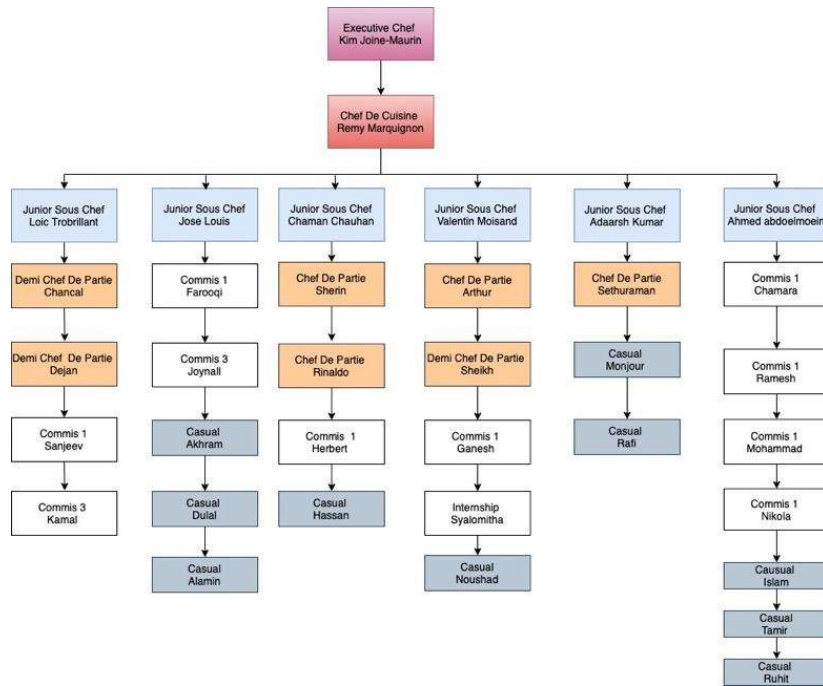 Executive Chef
Kim Joine-Maurin
Chef De Cuisine
Remy Marquignon
Junior Sous Chef
Loic Trobrillant
Junior Sous Chef
Jose Louis
Junior Sous Chef
Chaman Chauhan
Junior Sous Chef
Valentin Moisand
Junior Sous Chef
Adaarsh Kumar
Junior Sous Chef
Ahmed abdoelmoein
Demi Chef De Partie
Chancal
Commis 1
Farooqi
Chef De Partie
Sherin
Chef De Partie
Arthur
Chef De Partie
Sethuraman
Commis 1
Chamara
Demi Chef De Partie
Dejan
Commis 3
Joynall
Chef De Partie
Rinaldo
Demi Chef De Partie
Sheikh
Casual
Monjour
Commis 1
Ramesh
Commis 1
Sanjeev
Casual
Akhram
Commis 1
Herbert
Commis 1
Ganesh
Casual
Rafi
Commis 1
Mohammad
Commis 3
Kamal
Casual
Dulal
Casual
Hassan
Internship
Syalomitha
Commis 1
Nikola
Casual
Alamin
Casual
Noushad
Causual
Islam
Casual
Tamir
Casual
Ruhit